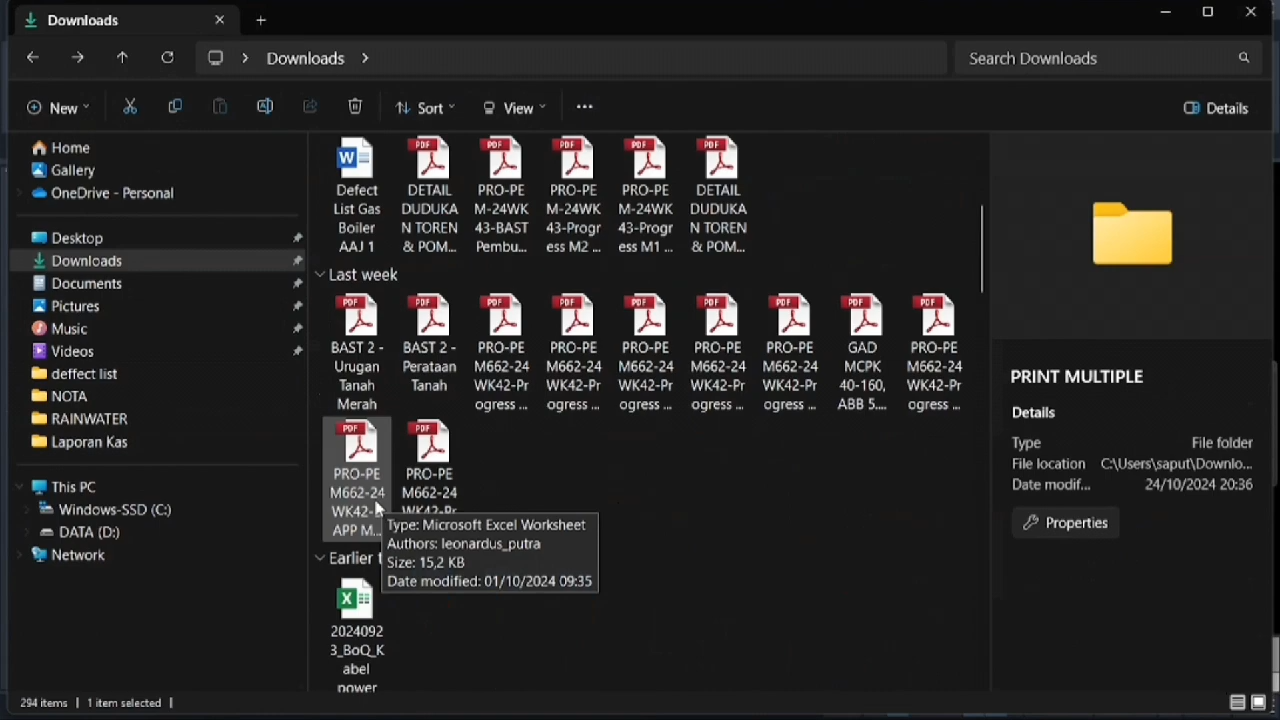 Downloads
Downloads
Search Downloads
New
Sort
View
Details
Home
Gallery
OneDrive - Personal
Desktop
Downloads
Documents
Pictures
Music
Videos
deffect list
NOTA
RAINWATER
Laporan Kas
This PC
Windows-SSD (C:)
DATA (D:)
Network
Defect
List Gas
Boiler
AAJ 1
DETAIL
DUDUKA
N TOREN
& POM...
PRO-PE
M-24WK
43-BAST
Pembu...
PRO-PE
M-24WK
43-Progr
ess M2 ...
PRO-PE
M-24WK
43-Progr
ess M1 ...
DETAIL
DUDUKA
N TOREN
& POM...
Last week
BAST 2 -
Urugan
Tanah
Merah
BAST 2 -
Perataan
Tanah
PRO-PE
M662-24
WK42-Pr
ogress ...
PRO-PE
M662-24
WK42-Pr
ogress ...
PRO-PE
M662-24
WK42-Pr
ogress ...
PRO-PE
M662-24
WK42-Pr
ogress ...
PRO-PE
M662-24
WK42-Pr
ogress ...
GAD
MCPK
40-160,
ABB 5....
PRO-PE
M662-24
WK42-Pr
ogress ...
PRO-PE
M662-24
WK42-
APP M...
PRO-PE
M662-24
WK42-Pr
Type: Microsoft Excel Worksheet
Authors: leonardus_putra
Size: 15,2 KB
Date modified: 01/10/2024 09:35
Earlier
2024092
3_BoQ_K
abel
power
PRINT MULTIPLE
Details
Type File folder
File location C:\Users\saput\Downlo...
Date modif... 24/10/2024 20:36
Properties
294 items
1 item selected